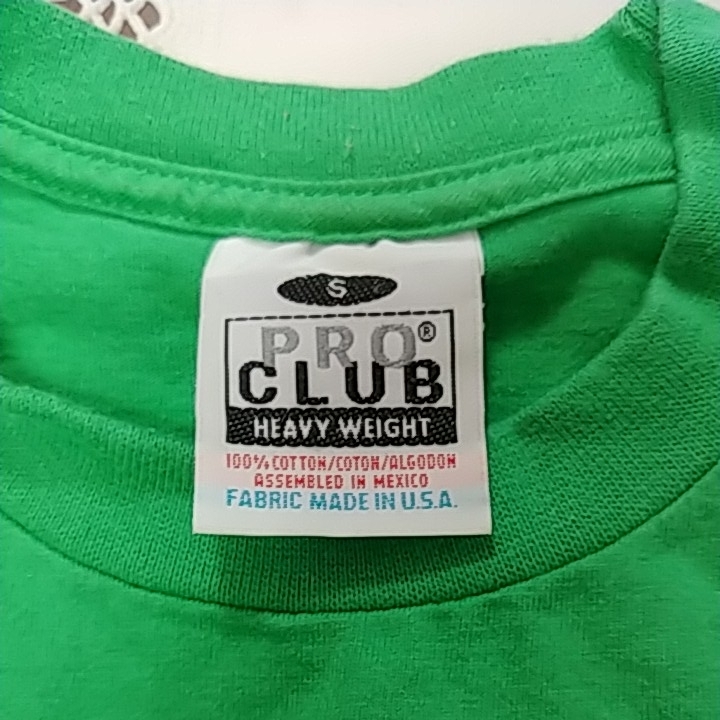 S
PRO®
CLUB
HEAVY WEIGHT
100% COTTON/COTON/ALGODON
ASSEMBLED IN MEXICO
FABRIC MADE IN U.S.A.